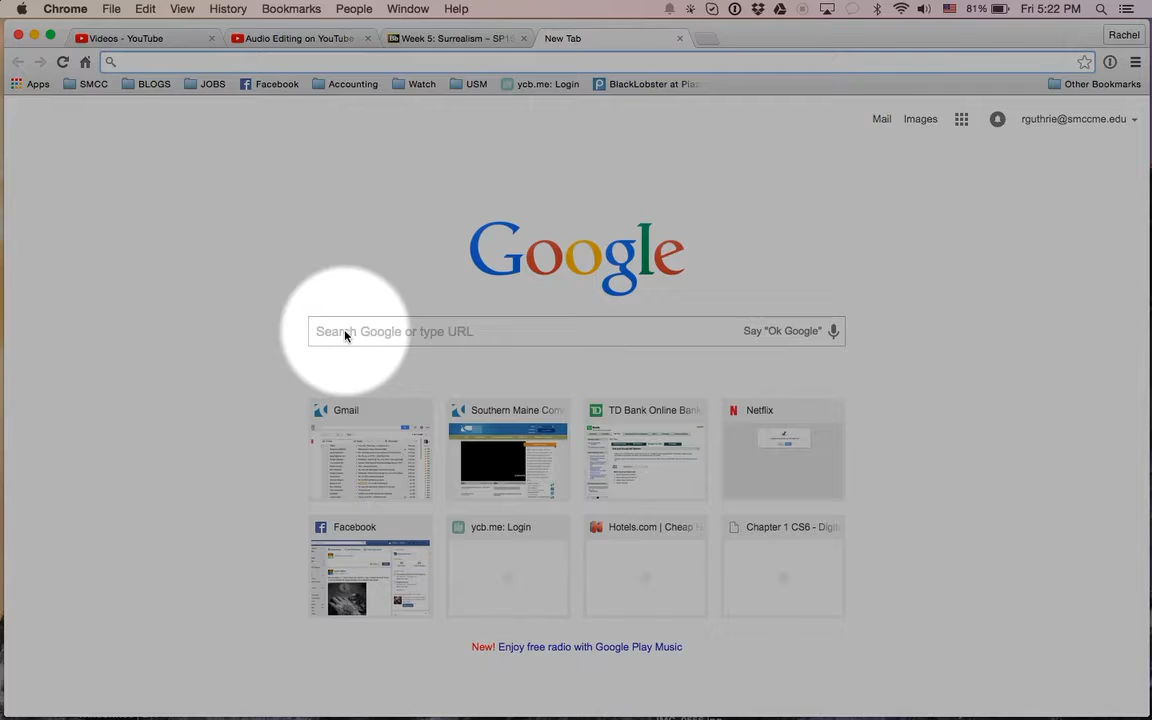 Chrome File Edit View History Bookmarks People Window Help 81% Fri 5:22 PM
Videos - YouTube Audio Editing on YouTube Week 5: Surrealism – SP15 New Tab Rachel
Apps SMCC BLOGS JOBS Facebook Accounting Watch USM ycb.me: Login BlackLobster at Pia Other Bookmarks
Mail Images rguthrie@smccme.edu
Google
Search Google or type URL Say "Ok Google"
Gmail Southern Maine Com TD Bank Online Bank Netflix
Facebook ycb.me: Login Hotels.com | Cheap Chapter 1 CS6 - Digi
New! Enjoy free radio with Google Play Music